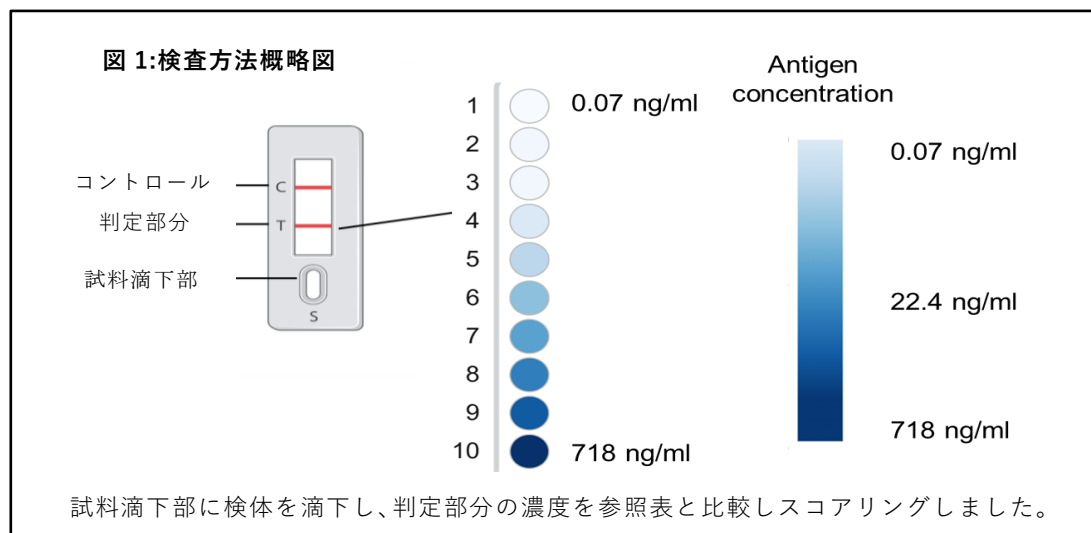 図 1:検査方法概略図
コントロール
判定部分
試料滴下部
C
T
S
1
0.07 ng/ml
2
3
4
5
6
7
8
9
10
718 ng/ml
Antigen
concentration
0.07 ng/ml
22.4 ng/ml
718 ng/ml
試料滴下部に検体を滴下し、判定部分の濃度を参照表と比較しスコアリングしました。